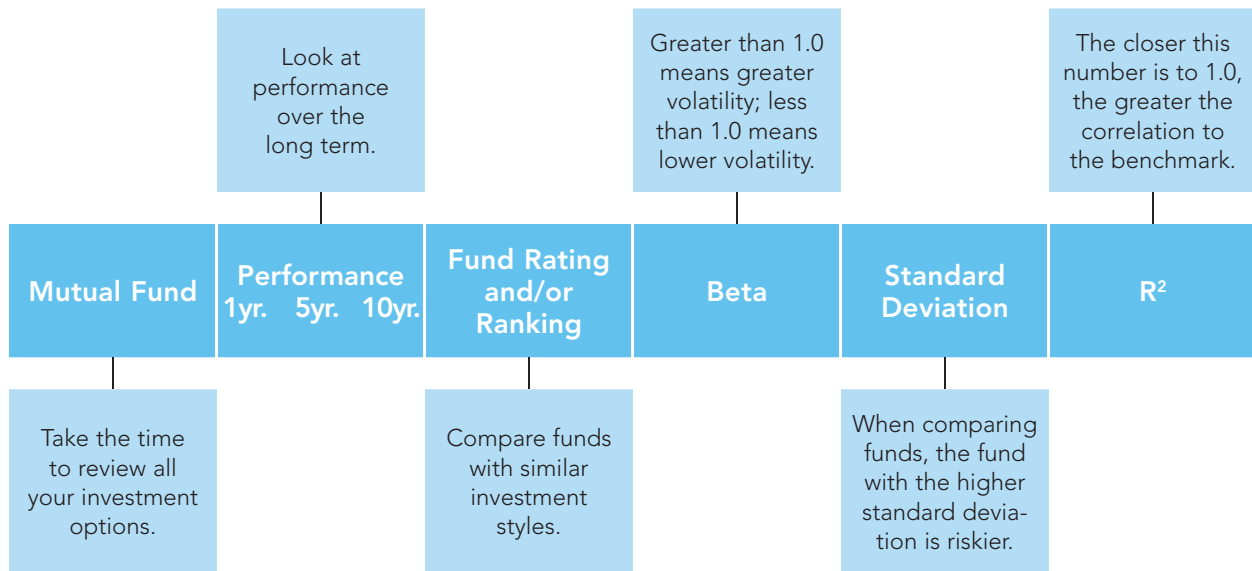 Look at
performance
over the
long term.
Greater than 1.0
means greater
volatility; less
than 1.0 means
lower volatility.
The closer this
number is to 1.0,
the greater the
correlation to
the benchmark.
Mutual Fund
Performance
1yr. 5yr. 10yr.
Fund Rating
and/or
Ranking
Beta
Standard
Deviation
R²
Take the time
to review all
your investment
options.
Compare funds
with similar
investment
styles.
When comparing
funds, the fund
with the higher
standard devia-
tion is riskier.